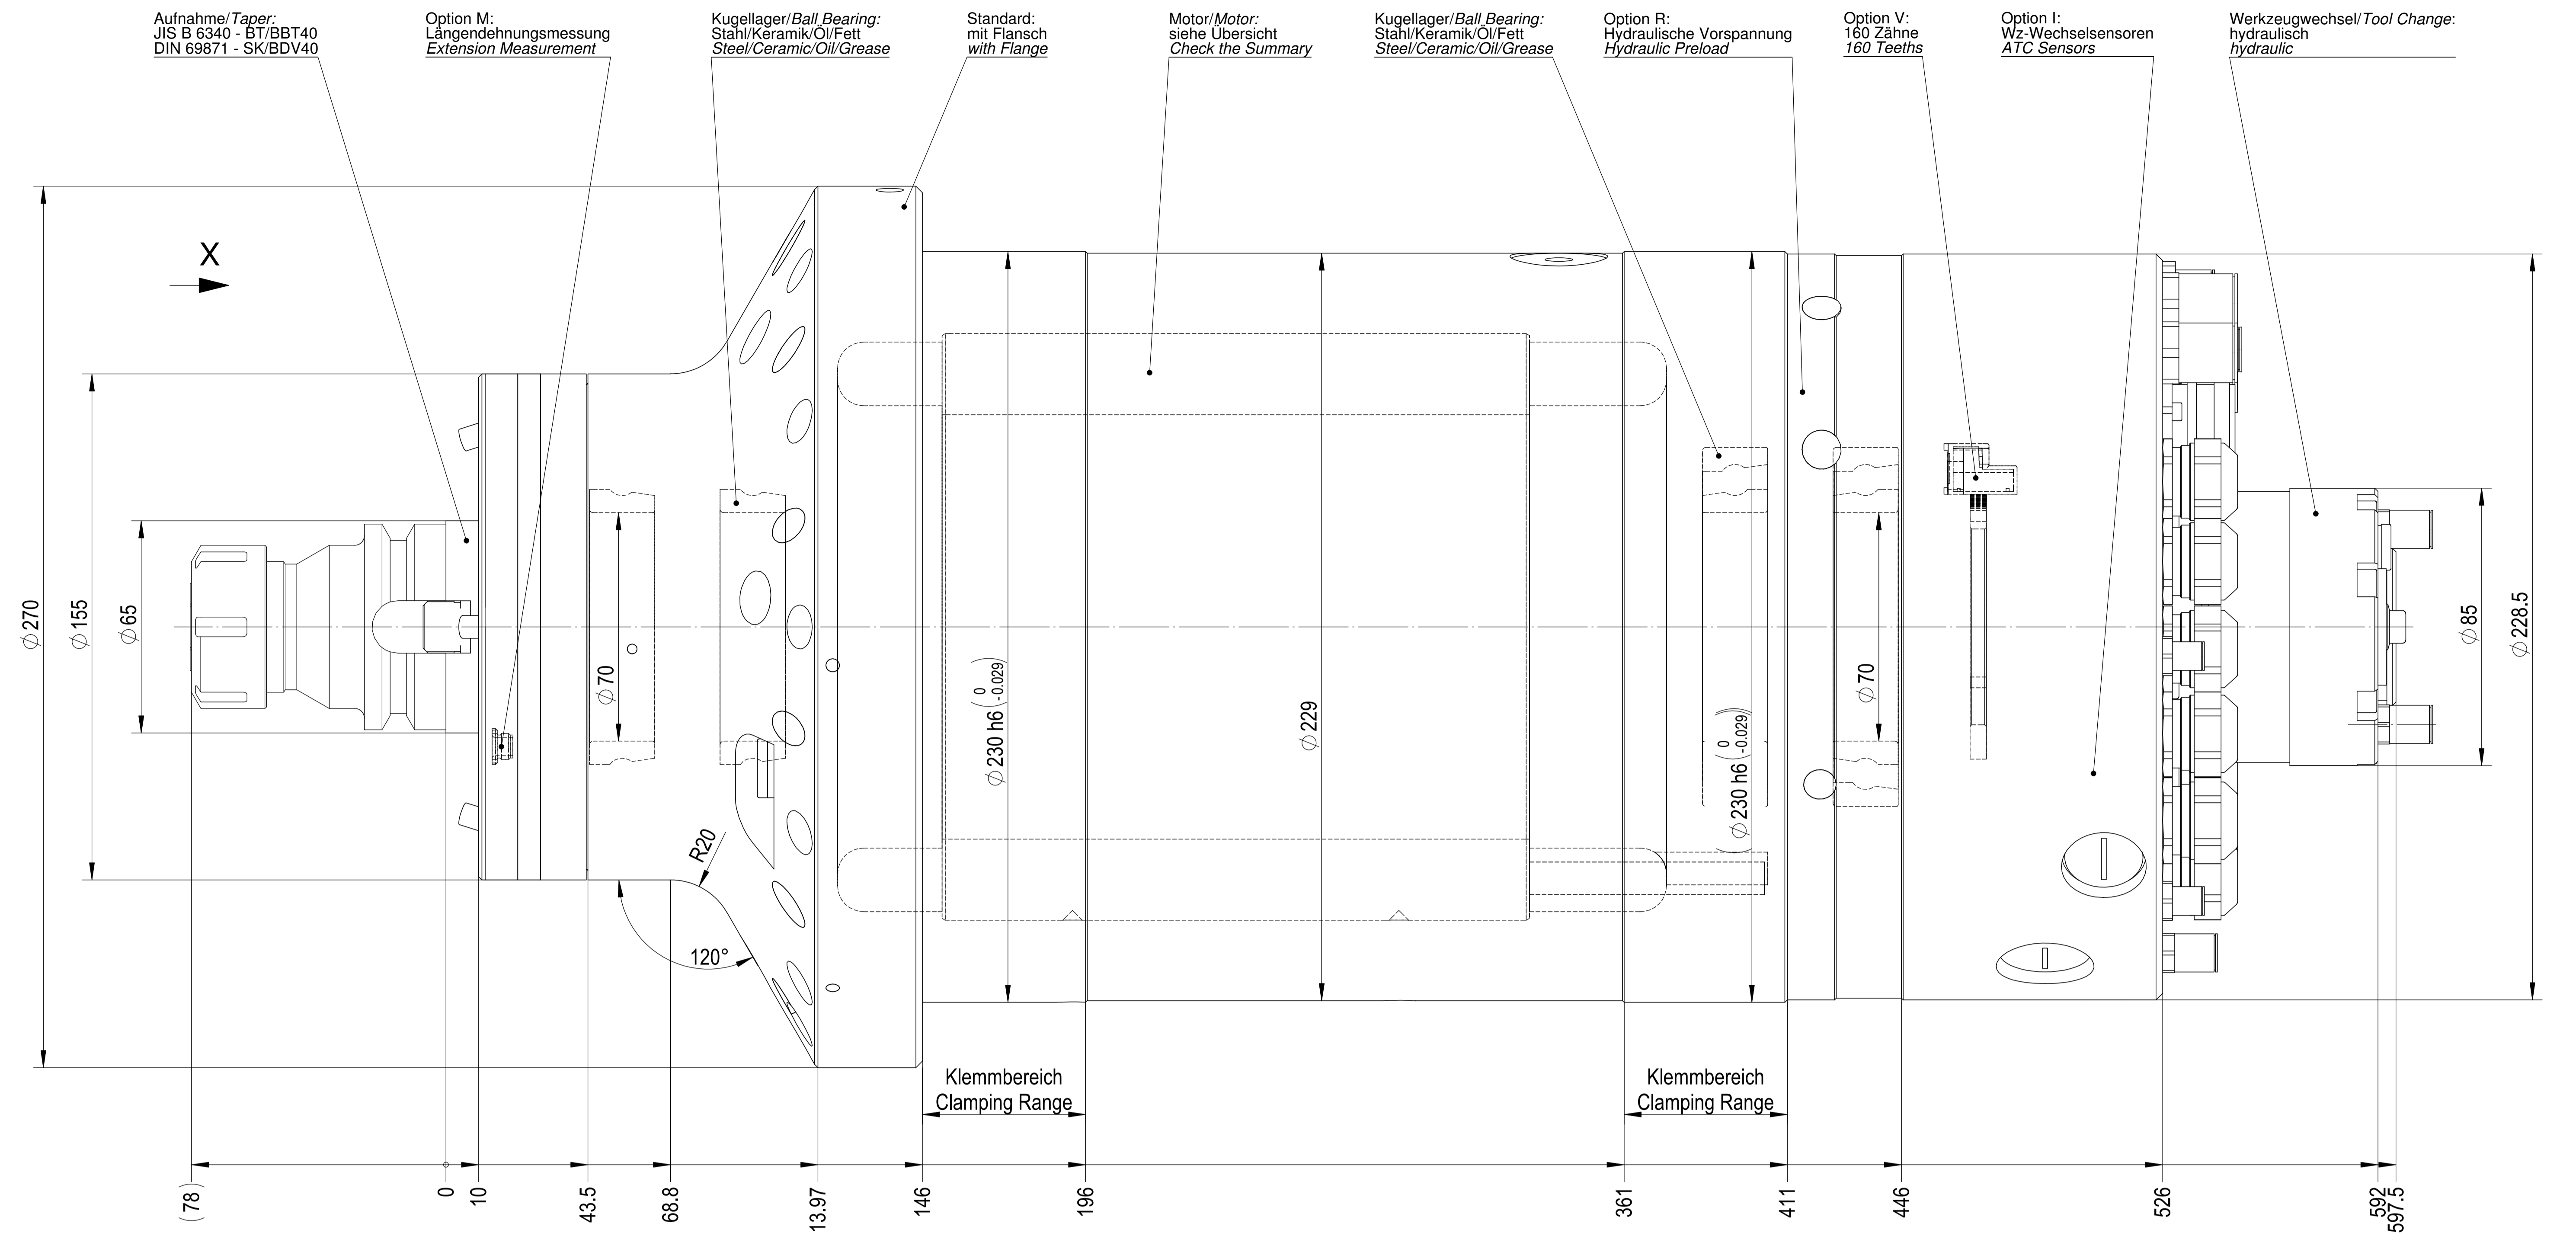 Aufnahme/Taper:
JIS B 6340 - BT/BBT40
DIN 69871 - SK/BDV40
Option M:
Längendehnungsmessung
Extension Measurement
Kugellager/Ball Bearing:
Stahl/Keramik/Öl/Fett
Steel/Ceramic/Oil/Grease
Standard:
mit Flansch
with Flange
Motor/Motor:
siehe Übersicht
Check the Summary
Kugellager/Ball Bearing:
Stahl/Keramik/Öl/Fett
Steel/Ceramic/Oil/Grease
Option R:
Hydraulische Vorspannung
Hydraulic Preload
Option V:
160 Zähne
160 Teeths
Option I:
Wz-Wechselsensoren
ATC Sensors
Werkzeugwechsel/Tool Change:
hydraulisch
hydraulic
X
⌀270
⌀155
⌀65
⌀70
⌀230 h6 ( 0 -0.029)
⌀229
⌀230 h6 ( 0 -0.029)
⌀70
⌀85
⌀228.5
R20
120°
Klemmbereich
Clamping Range
Klemmbereich
Clamping Range
(78)
0
10
43.5
68.8
13.97
146
196
361
411
446
526
592
597.5